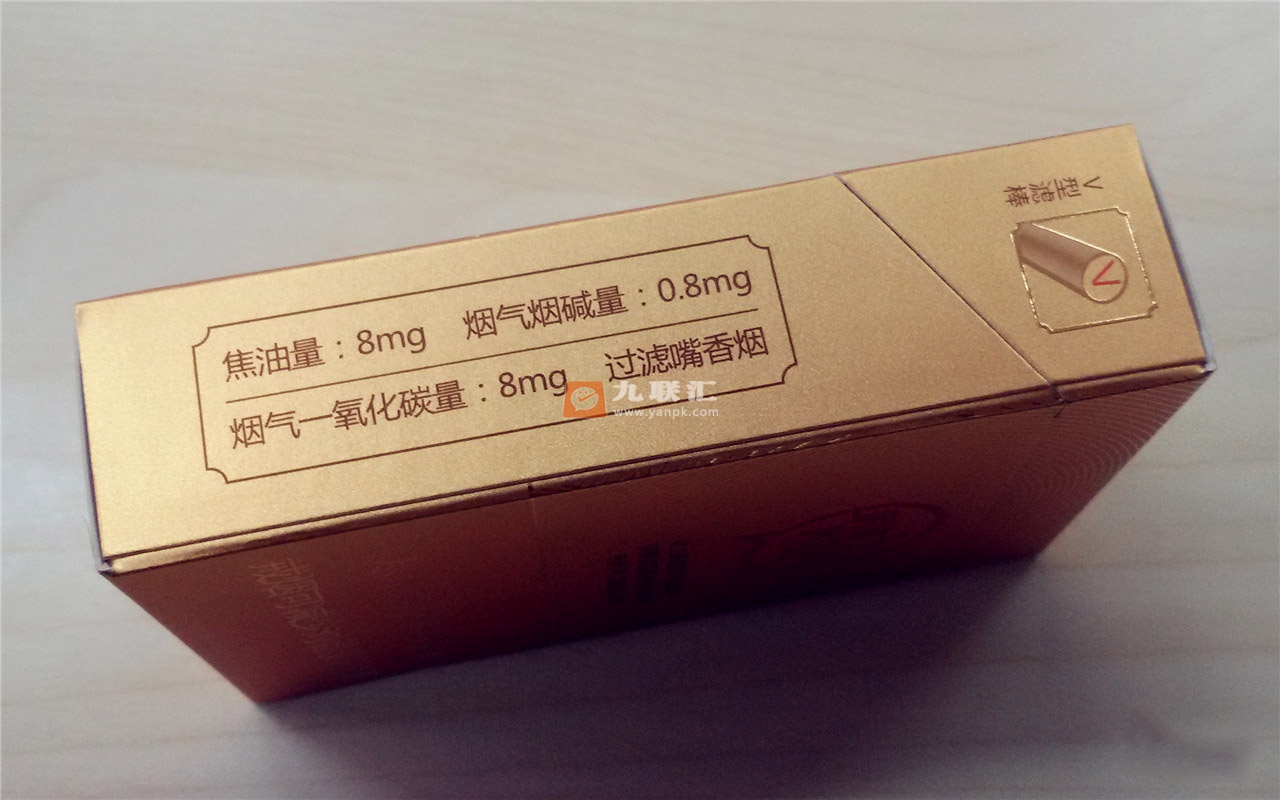 焦油量：8mg 烟气烟碱量：0.8mg
烟气一氧化碳量：8mg 过滤嘴香烟
V型滤棒
V
九联汇
www.yanpk.com